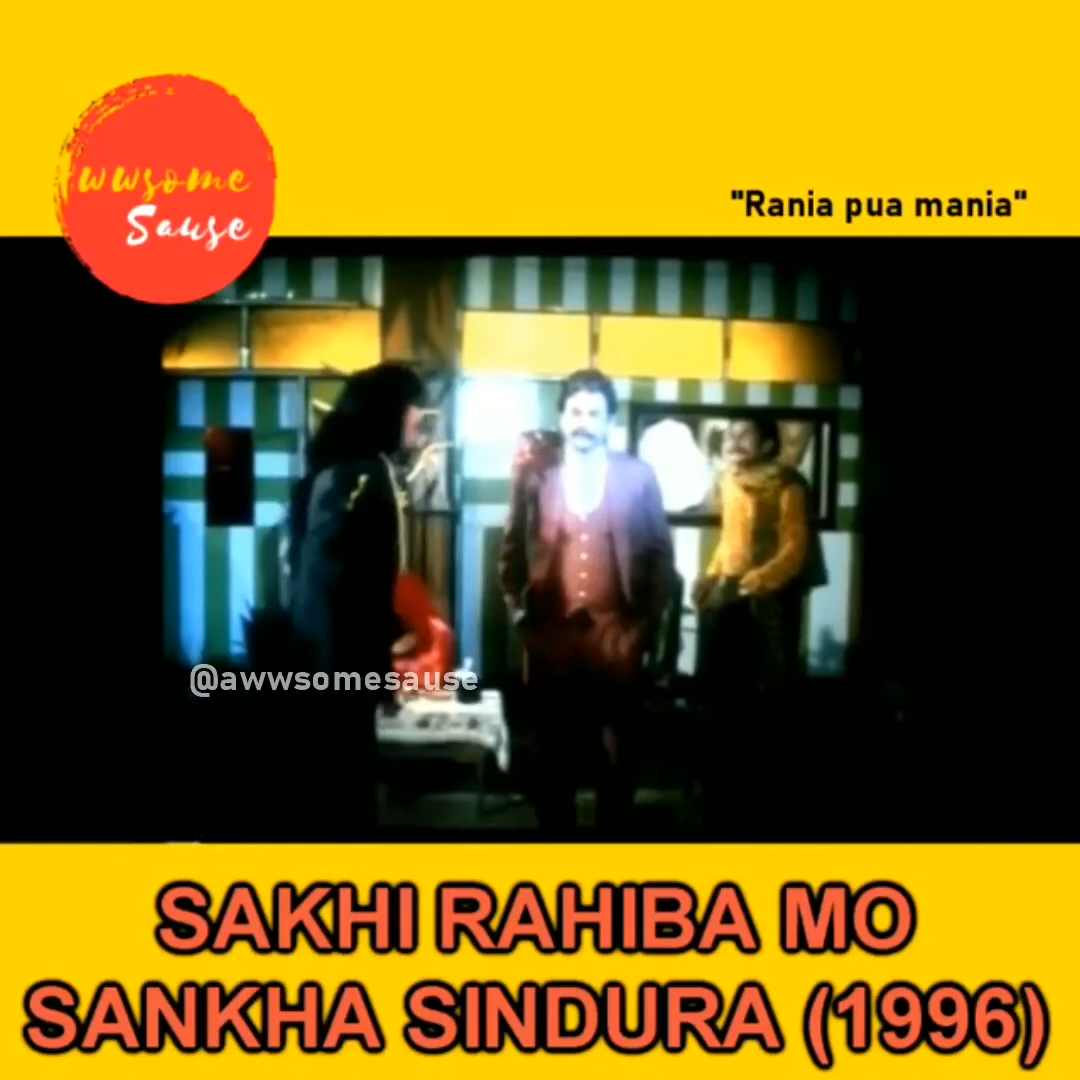 wwsome
Sause
"Rania pua mania"
@awwsomesause
SAKHI RAHIBA MO
SANKHA SINDURA (1996)